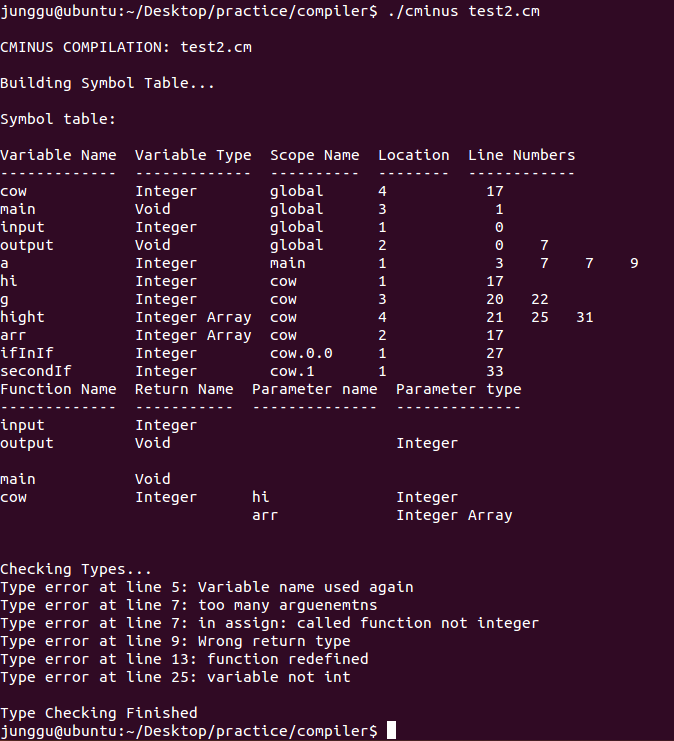 junggu@ubuntu:~/Desktop/practice/compiler$ ./cminus test2.cm
CMINUS COMPILATION: test2.cm
Building Symbol Table...
Symbol table:
Variable Name  Variable Type  Scope Name  Location  Line Numbers
-------------  -------------  ----------  --------  ------------
cow            Integer        global      4           17
main           Void           global      3            1
input          Integer        global      1            0
output         Void           global      2            0    7
a              Integer        main        1            3    7    7    9
hi             Integer        cow         1           17
g              Integer        cow         3           20   22
hight          Integer Array  cow         4           21   25   31
arr            Integer Array  cow         2           17
ifInIf         Integer        cow.0.0     1           27
secondIf       Integer        cow.1       1           33
Function Name  Return Name  Parameter name  Parameter type
-------------  -----------  --------------  --------------
input          Integer
output         Void                         Integer
main           Void
cow            Integer      hi              Integer
                            arr             Integer Array
Checking Types...
Type error at line 5: Variable name used again
Type error at line 7: too many arguenemtns
Type error at line 7: in assign: called function not integer
Type error at line 9: Wrong return type
Type error at line 13: function redefined
Type error at line 25: variable not int
Type Checking Finished
junggu@ubuntu:~/Desktop/practice/compiler$